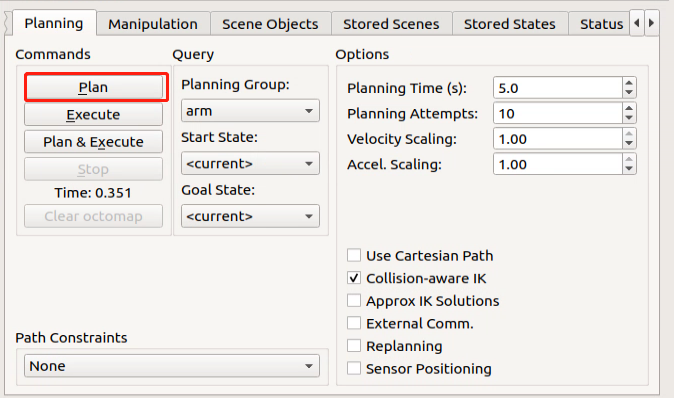 Planning Manipulation Scene Objects Stored Scenes Stored States Status
Commands
Plan
Execute
Plan & Execute
Stop
Time: 0.351
Clear octomap
Query
Planning Group:
arm
Start State:
<current>
Goal State:
<current>
Options
Planning Time (s): 5.0
Planning Attempts: 10
Velocity Scaling: 1.00
Accel. Scaling: 1.00
Use Cartesian Path
Collision-aware IK
Approx IK Solutions
External Comm.
Replanning
Sensor Positioning
Path Constraints
None